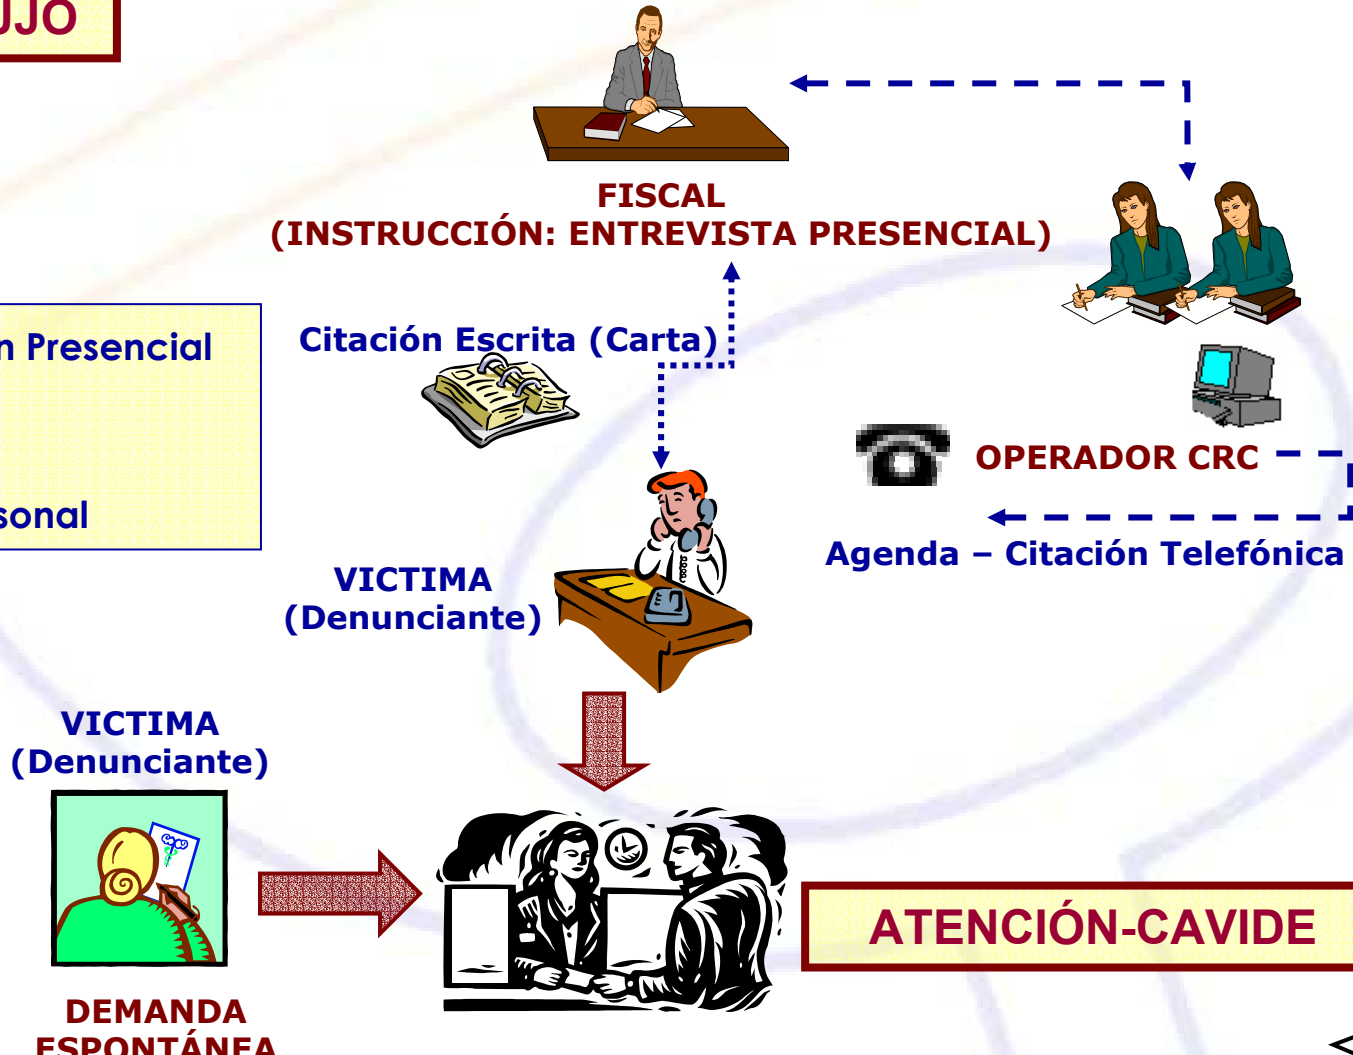 UJO
FISCAL
(INSTRUCCIÓN: ENTREVISTA PRESENCIAL)
n Presencial
sonal
Citación Escrita (Carta)
OPERADOR CRC
Agenda – Citación Telefónica
VICTIMA
(Denunciante)
VICTIMA
(Denunciante)
ATENCIÓN-CAVIDE
DEMANDA
ESPONTÁNEA